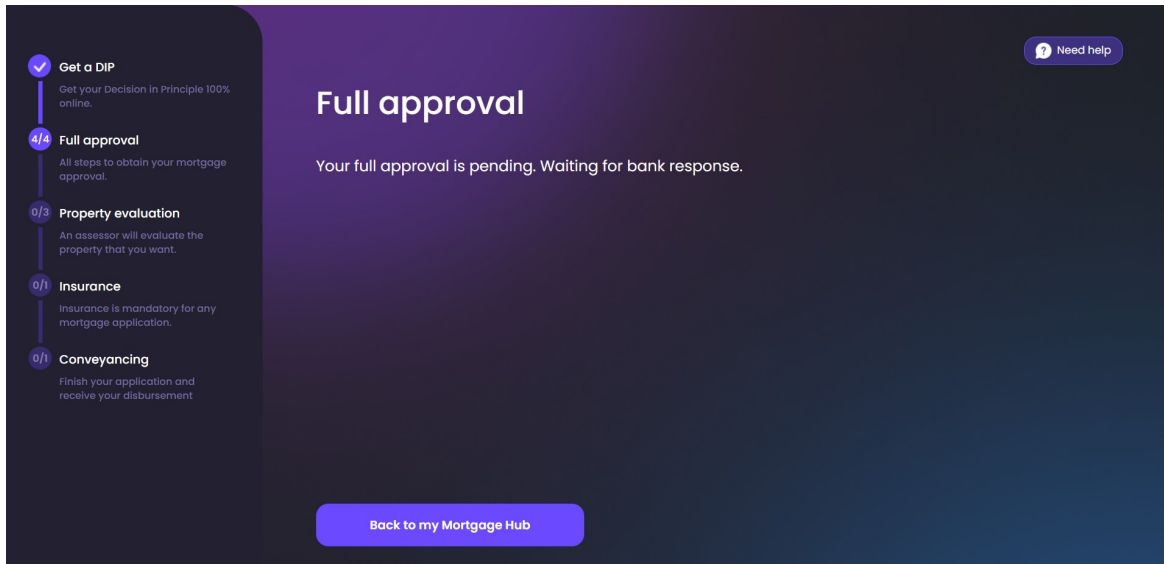 Get a DIP
Get your Decision in Principle 100%
online.
4/4 Full approval
All steps to obtain your mortgage
approval.
0/3 Property evaluation
An assessor will evaluate the
property that you want.
0/1 Insurance
Insurance is mandatory for any
mortgage application.
0/1 Conveyancing
Finish your application and
receive your disbursement
? Need help
Full approval
Your full approval is pending. Waiting for bank response.
Back to my Mortgage Hub